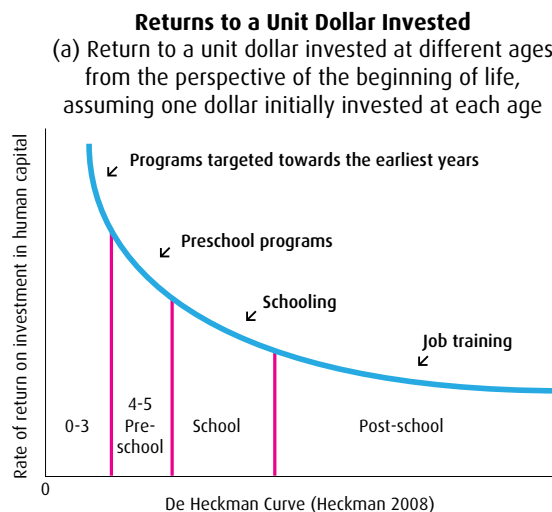 Returns to a Unit Dollar Invested
(a) Return to a unit dollar invested at different ages
from the perspective of the beginning of life,
assuming one dollar initially invested at each age
Rate of return on investment in human capital
Programs targeted towards the earliest years
Preschool programs
Schooling
Job training
0-3
4-5
Pre-
school
School
Post-school
0
De Heckman Curve (Heckman 2008)